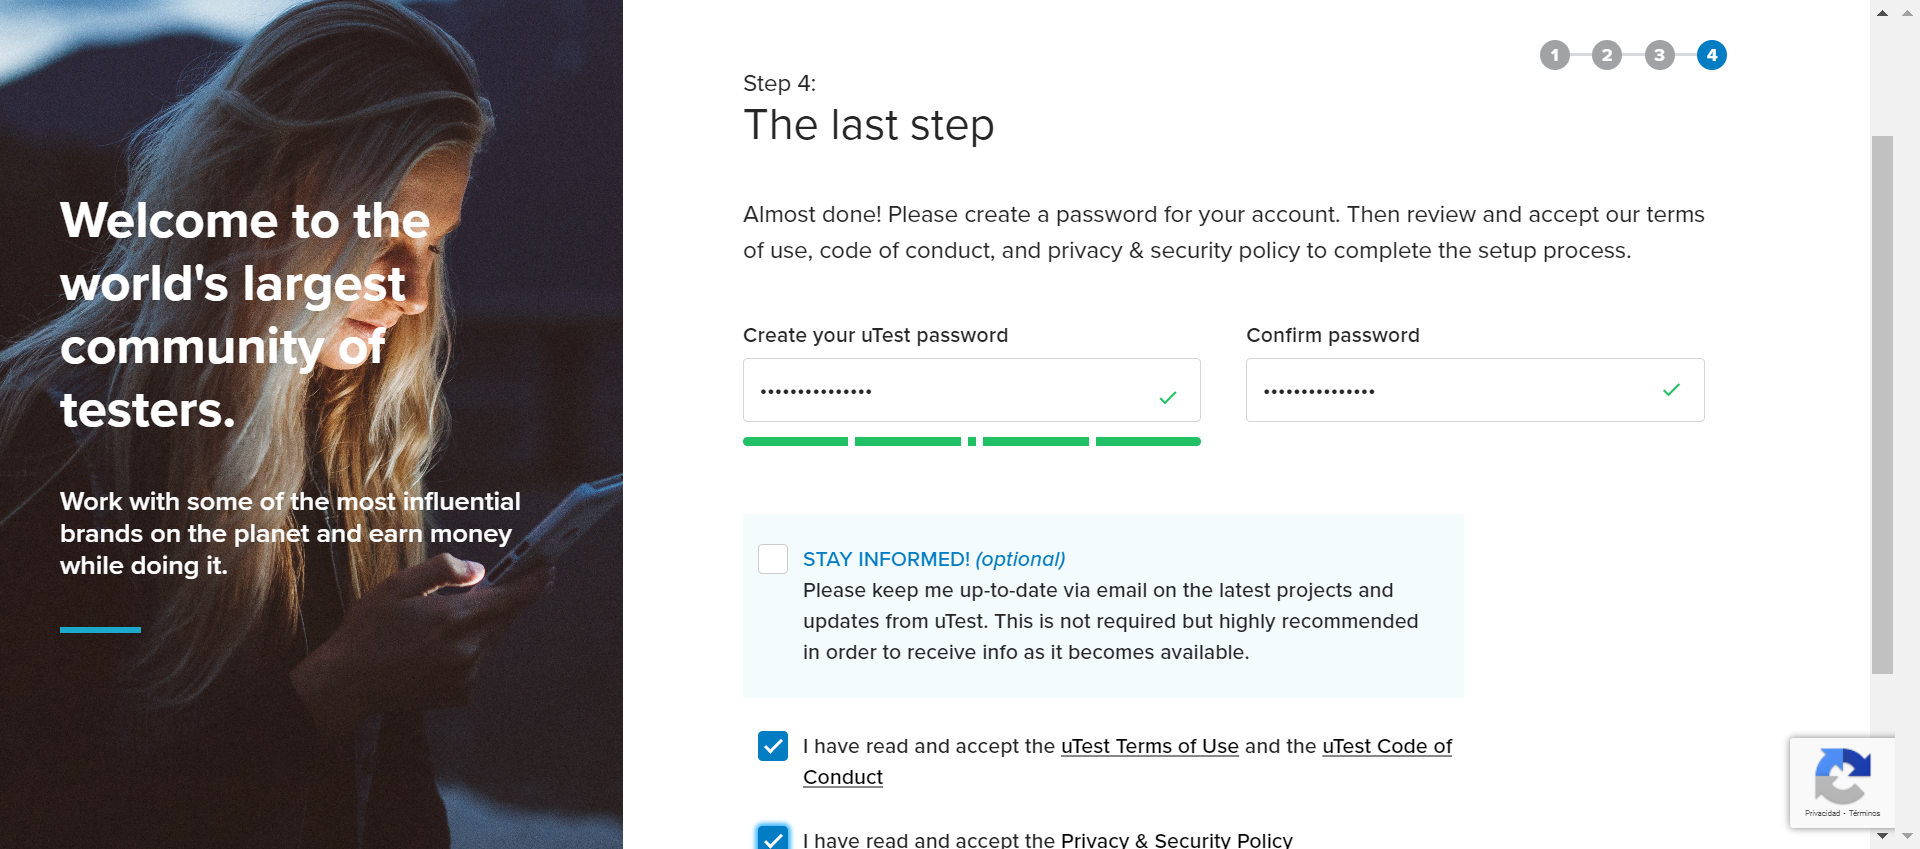 Welcome to the
world's largest
community of
testers.
Work with some of the most influential
brands on the planet and earn money
while doing it.
1 2 3 4
Step 4:
The last step
Almost done! Please create a password for your account. Then review and accept our terms
of use, code of conduct, and privacy & security policy to complete the setup process.
Create your uTest password
Confirm password
STAY INFORMED! (optional)
Please keep me up-to-date via email on the latest projects and
updates from uTest. This is not required but highly recommended
in order to receive info as it becomes available.
I have read and accept the uTest Terms of Use and the uTest Code of
Conduct
I have read and accept the Privacy & Security Policy
Privacidad - Términos